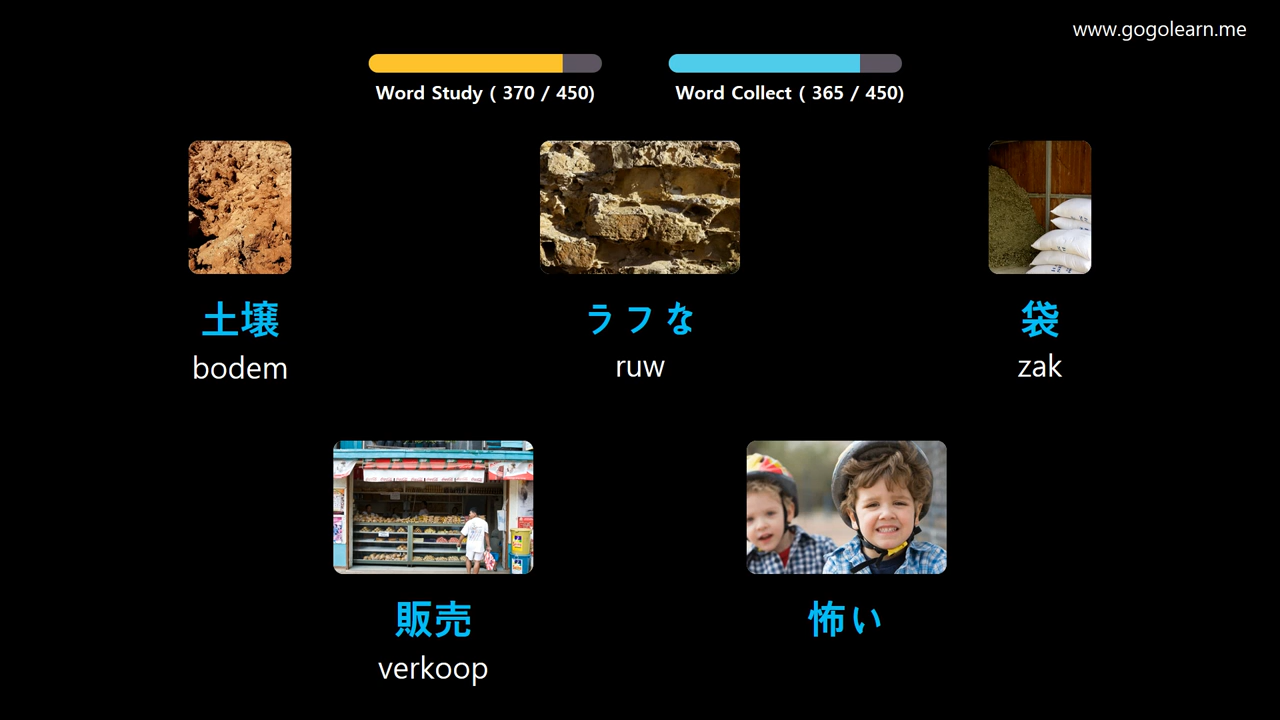 www.gogolearn.me
Word Study ( 370 / 450)
Word Collect ( 365 / 450)
土壌
bodem
ラフな
ruw
袋
zak
販売
verkoop
怖い